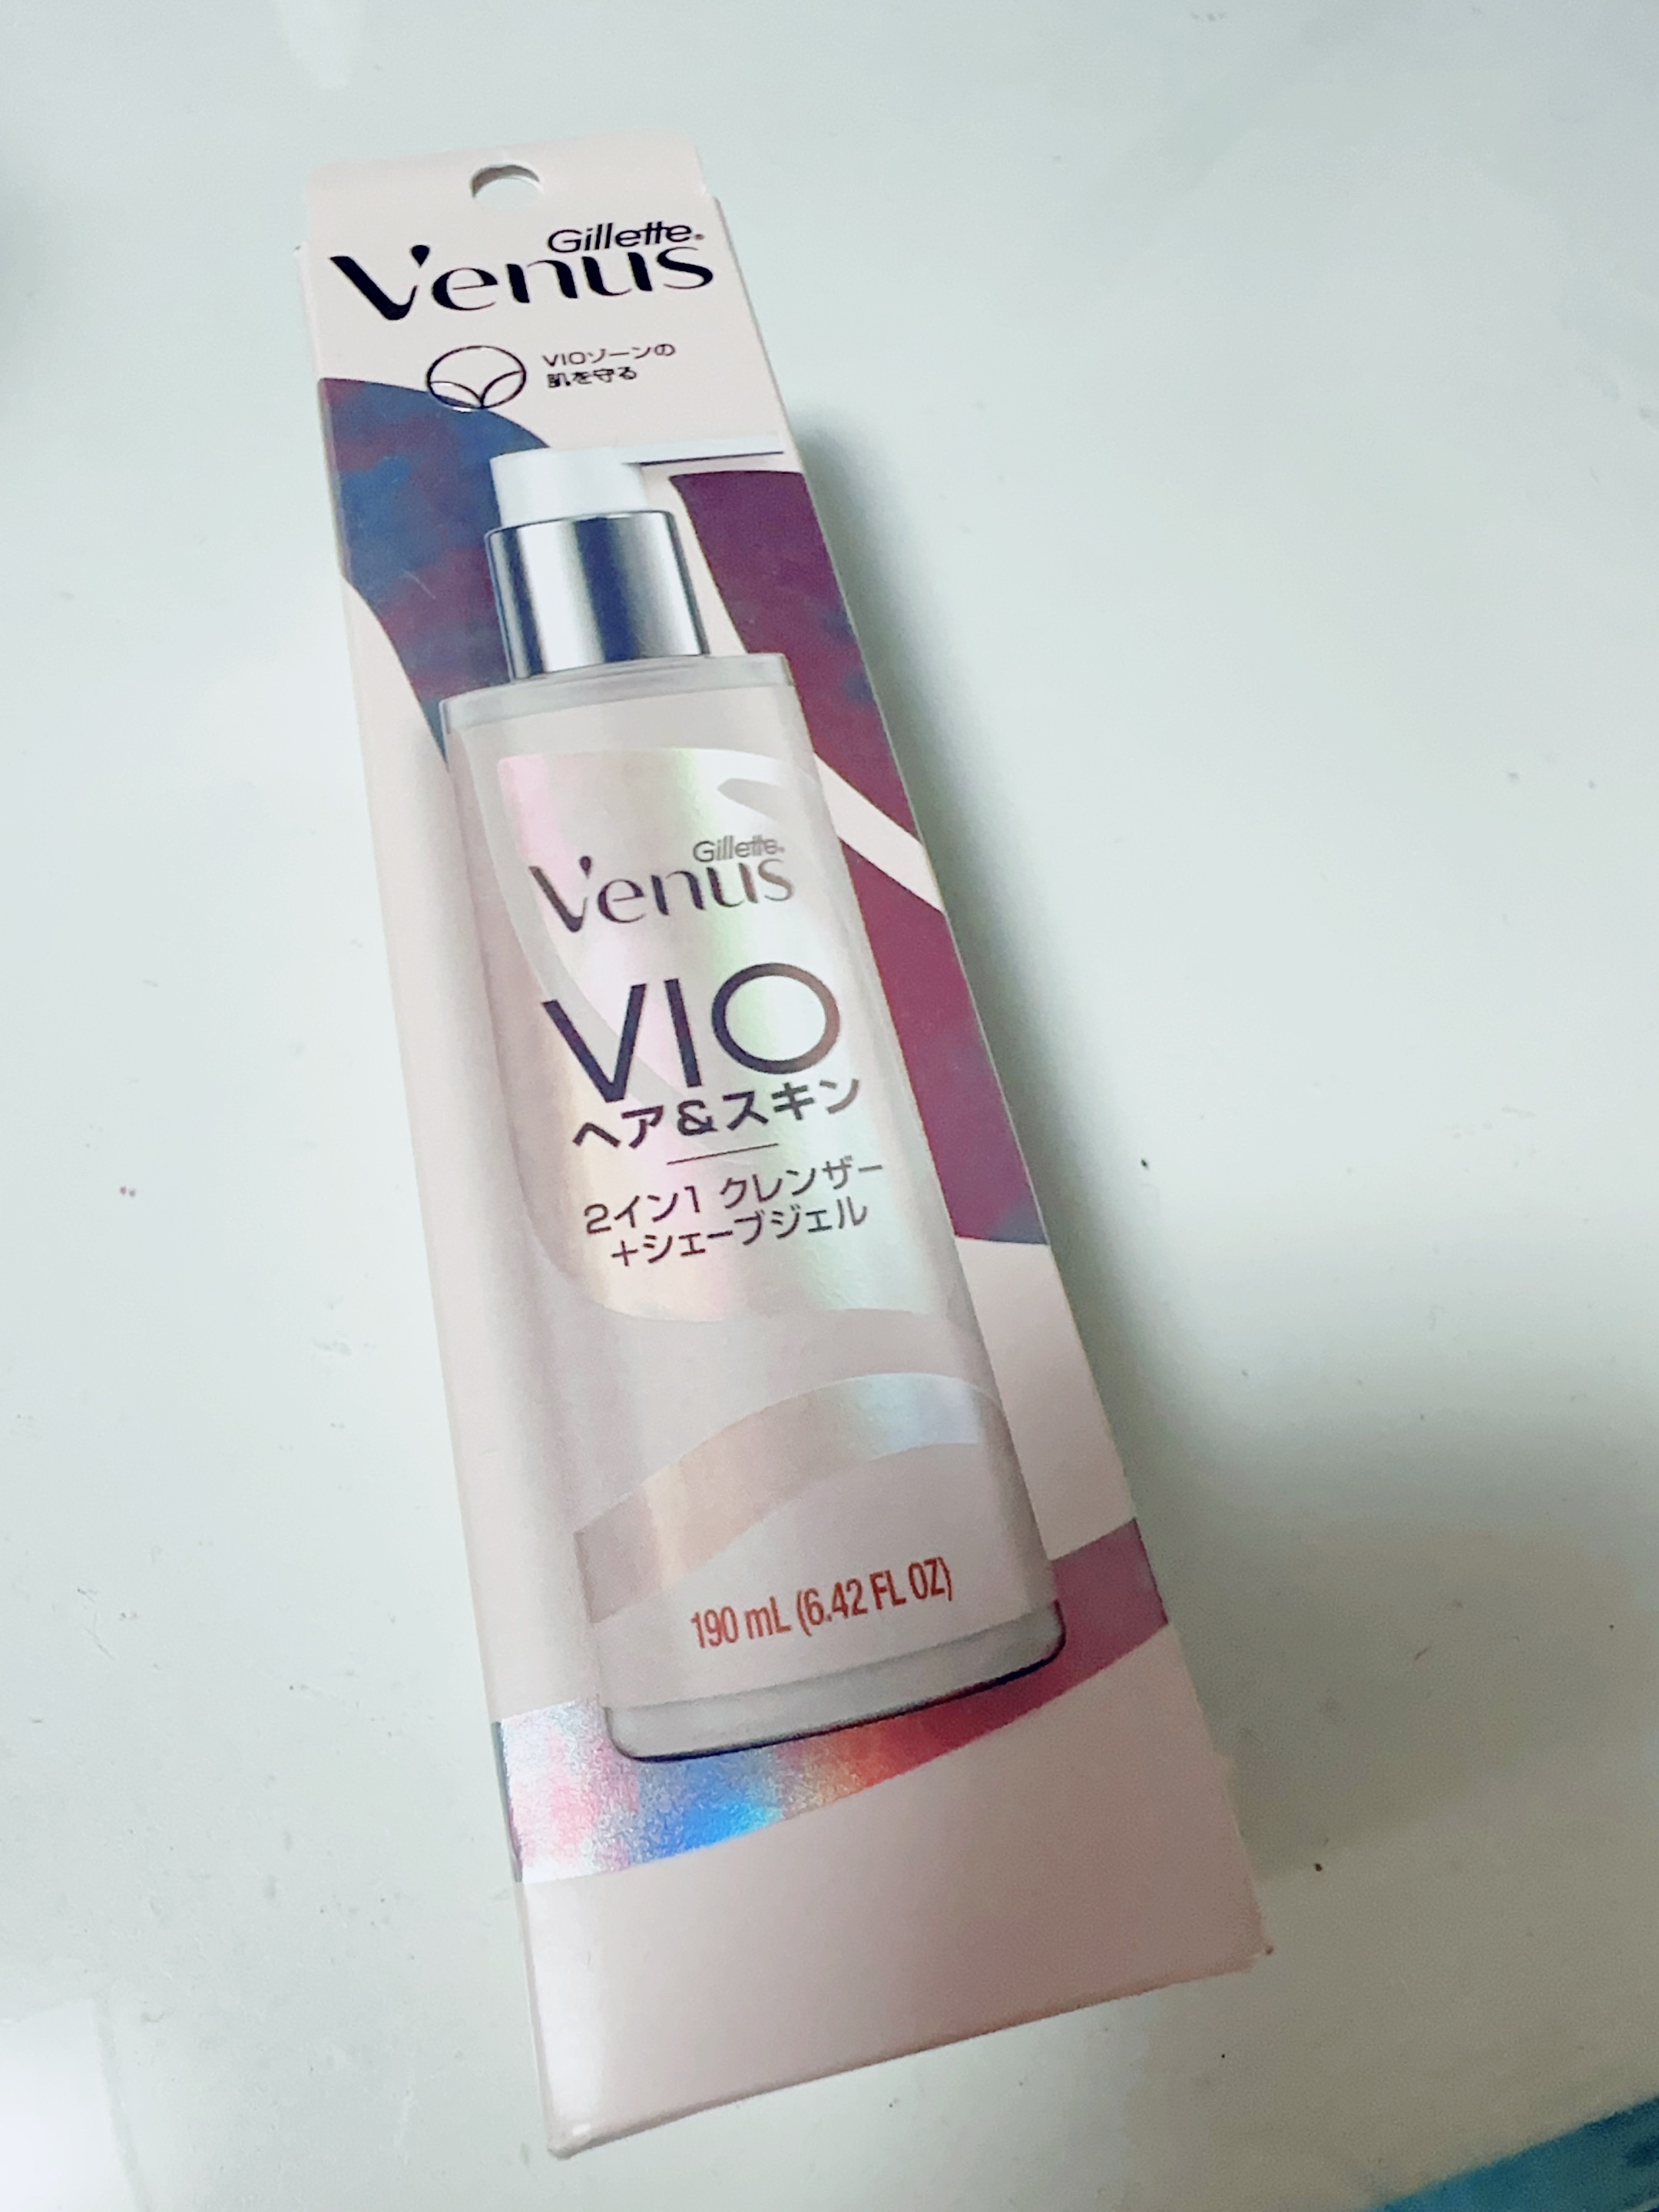 Gillette®
Venus
VIOゾーンの
肌を守る
Gillette®
Venus
VIO
ヘア&スキン
2イン1 クレンザー
+シェーブジェル
190 mL (6.42 FL OZ)